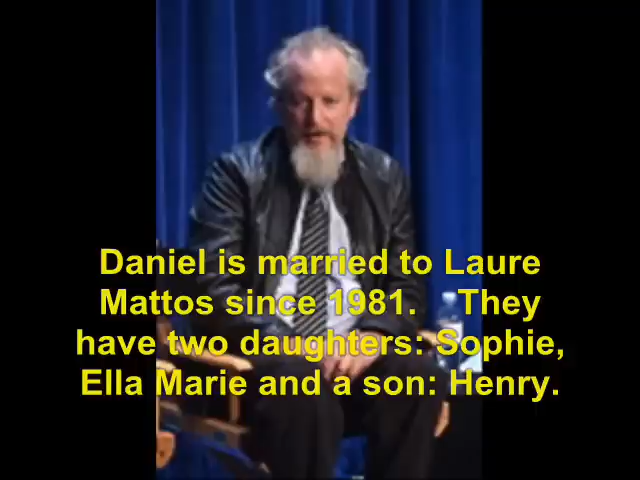 Daniel is married to Laure
Mattos since 1981. They
have two daughters: Sophie,
Ella Marie and a son: Henry.